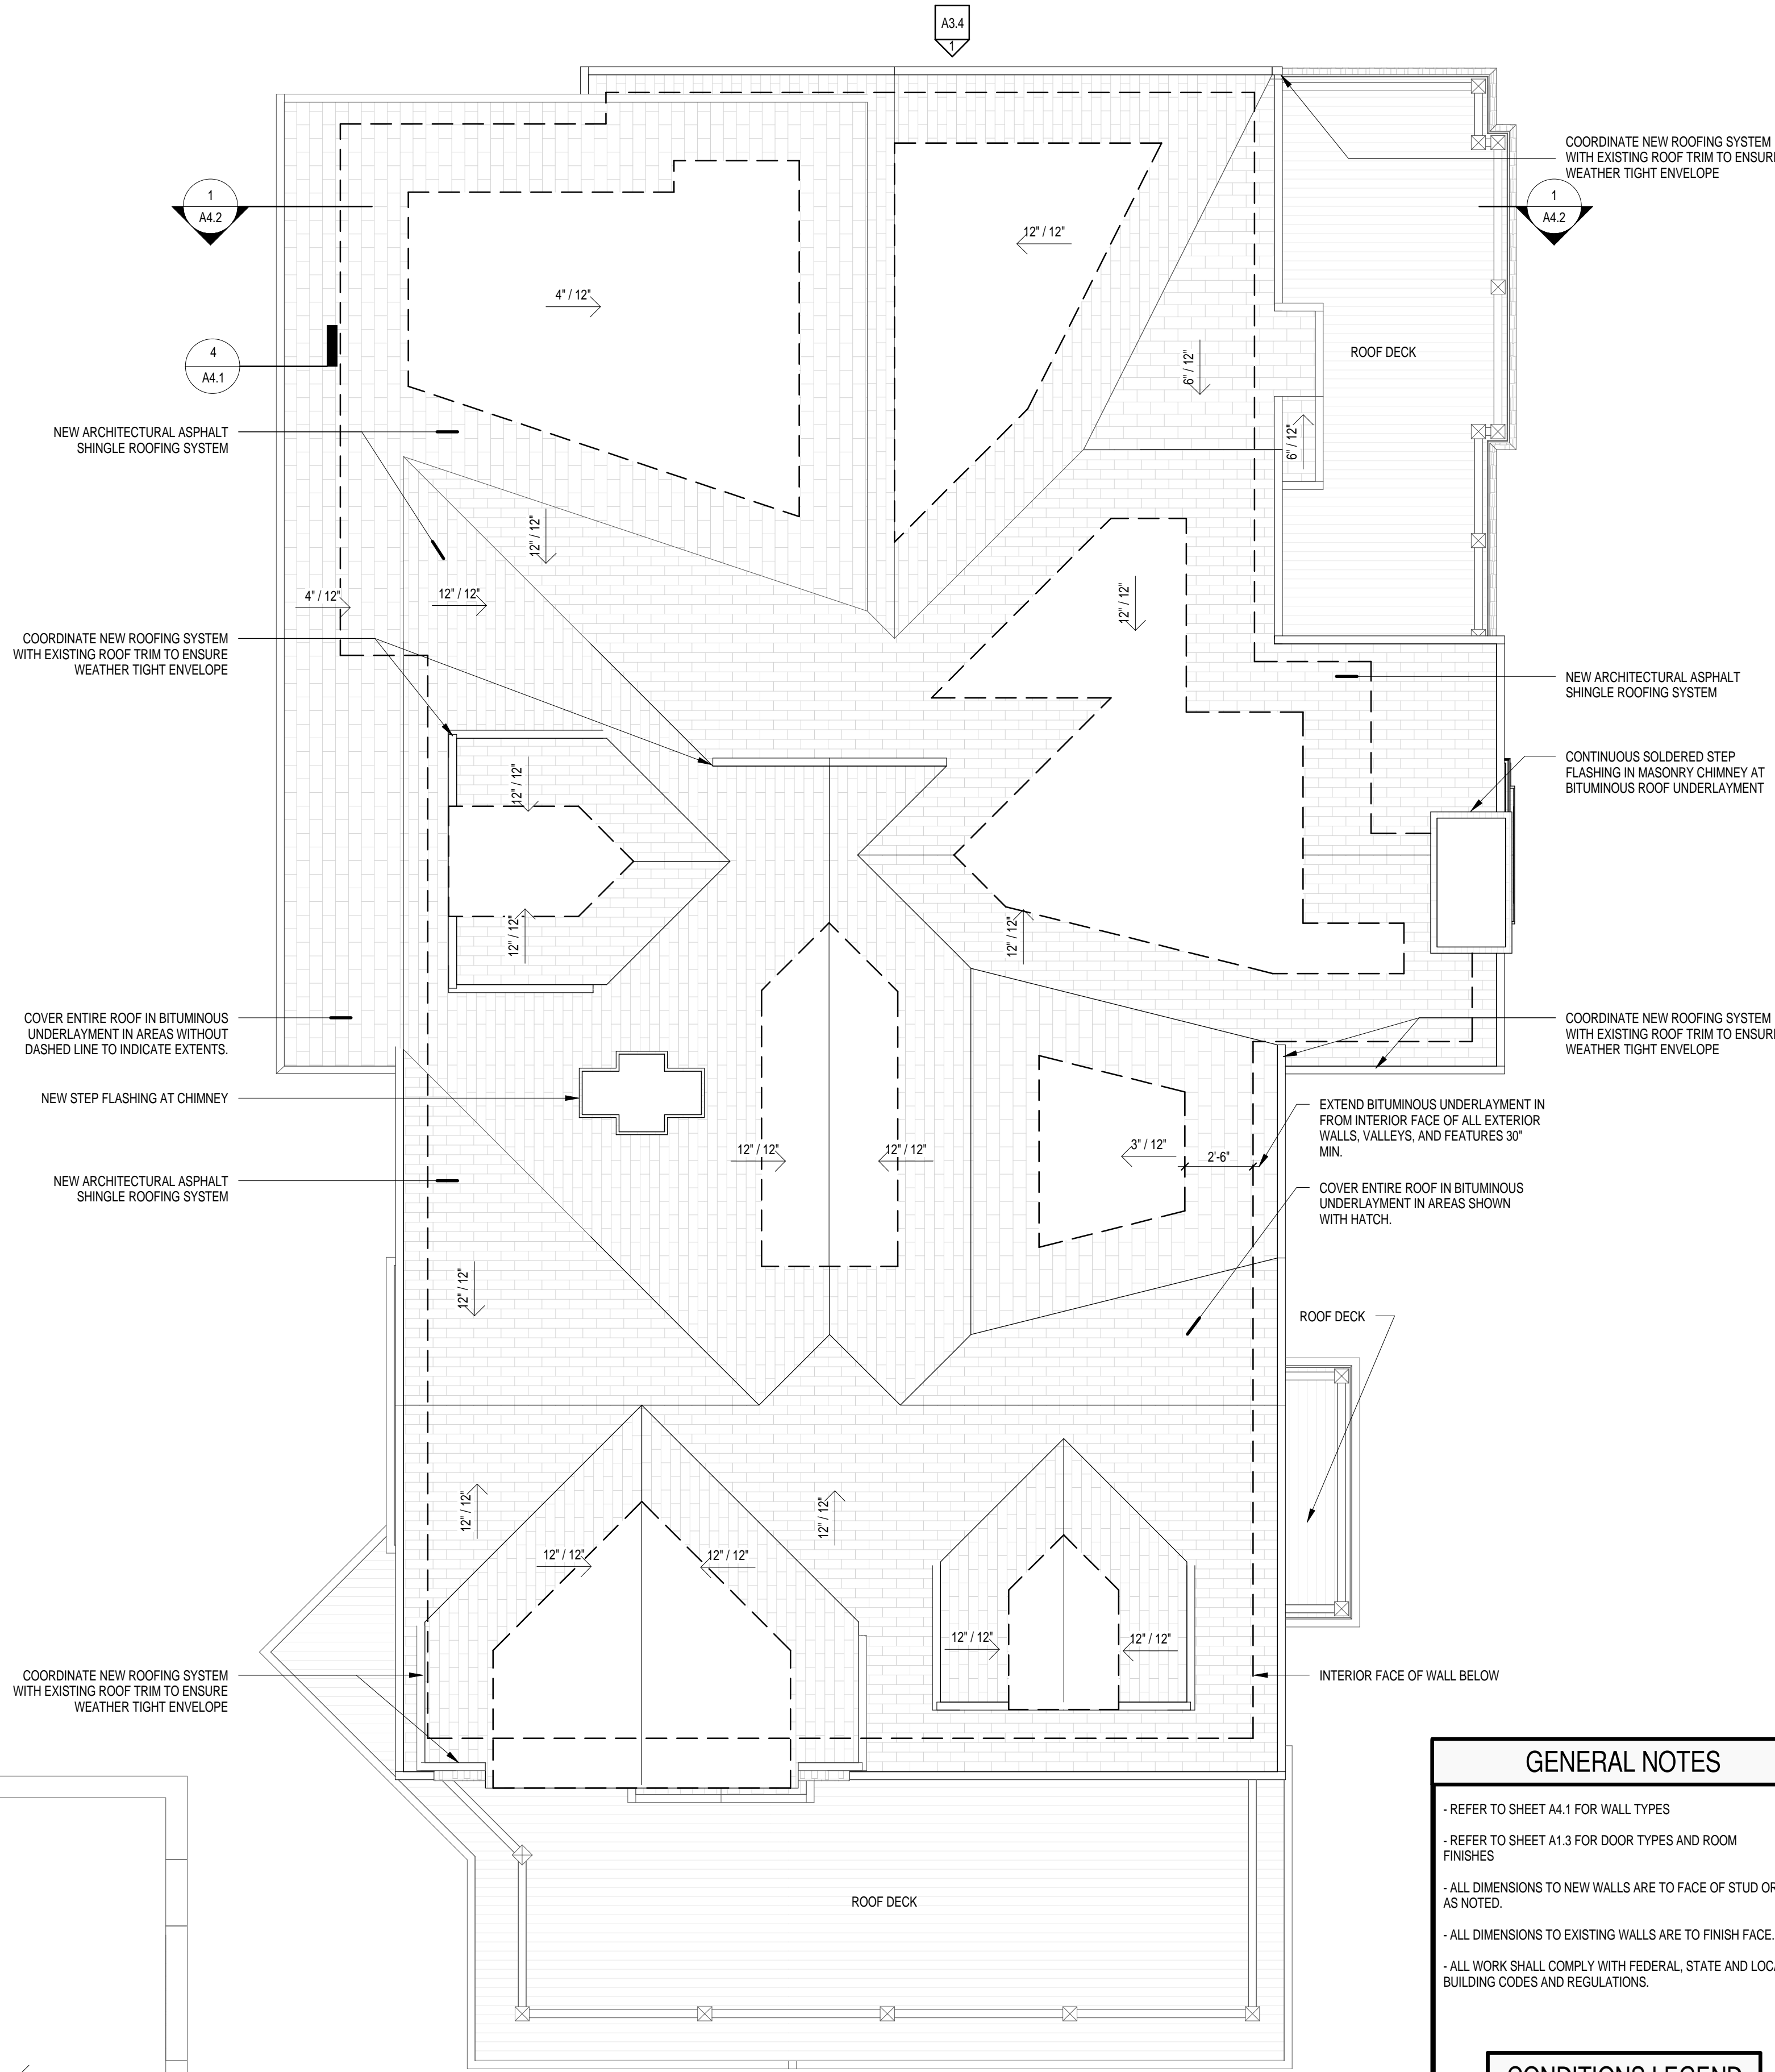 A3.4
1
COORDINATE NEW ROOFING SYSTEM
WITH EXISTING ROOF TRIM TO ENSURE
WEATHER TIGHT ENVELOPE
1
A4.2
1
A4.2
12" / 12"
4" / 12"
6" / 12"
ROOF DECK
4
A4.1
6" / 12"
NEW ARCHITECTURAL ASPHALT
SHINGLE ROOFING SYSTEM
12" / 12"
12" / 12"
4" / 12"
12" / 12"
COORDINATE NEW ROOFING SYSTEM
WITH EXISTING ROOF TRIM TO ENSURE
WEATHER TIGHT ENVELOPE
NEW ARCHITECTURAL ASPHALT
SHINGLE ROOFING SYSTEM
12" / 12"
CONTINUOUS SOLDERED STEP
FLASHING IN MASONRY CHIMNEY AT
BITUMINOUS ROOF UNDERLAYMENT
12" / 12"
12" / 12"
COVER ENTIRE ROOF IN BITUMINOUS
UNDERLAYMENT IN AREAS WITHOUT
DASHED LINE TO INDICATE EXTENTS.
COORDINATE NEW ROOFING SYSTEM
WITH EXISTING ROOF TRIM TO ENSURE
WEATHER TIGHT ENVELOPE
NEW STEP FLASHING AT CHIMNEY
EXTEND BITUMINOUS UNDERLAYMENT IN
FROM INTERIOR FACE OF ALL EXTERIOR
WALLS, VALLEYS, AND FEATURES 30"
MIN.
12" / 12"
12" / 12"
3" / 12"
2'-6"
NEW ARCHITECTURAL ASPHALT
SHINGLE ROOFING SYSTEM
COVER ENTIRE ROOF IN BITUMINOUS
UNDERLAYMENT IN AREAS SHOWN
WITH HATCH.
12" / 12"
ROOF DECK
12" / 12"
12" / 12"
12" / 12"
12" / 12"
12" / 12"
12" / 12"
COORDINATE NEW ROOFING SYSTEM
WITH EXISTING ROOF TRIM TO ENSURE
WEATHER TIGHT ENVELOPE
INTERIOR FACE OF WALL BELOW
ROOF DECK
GENERAL NOTES
- REFER TO SHEET A4.1 FOR WALL TYPES
- REFER TO SHEET A1.3 FOR DOOR TYPES AND ROOM
FINISHES
- ALL DIMENSIONS TO NEW WALLS ARE TO FACE OF STUD OR
AS NOTED.
- ALL DIMENSIONS TO EXISTING WALLS ARE TO FINISH FACE.
- ALL WORK SHALL COMPLY WITH FEDERAL, STATE AND
BUILDING CODES AND REGULATIONS.
CONDITIONS LEGEND